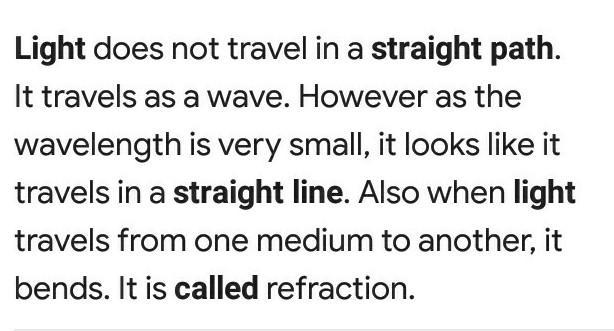 Light does not travel in a straight path.
It travels as a wave. However as the
wavelength is very small, it looks like it
travels in a straight line. Also when light
travels from one medium to another, it
bends. It is called refraction.